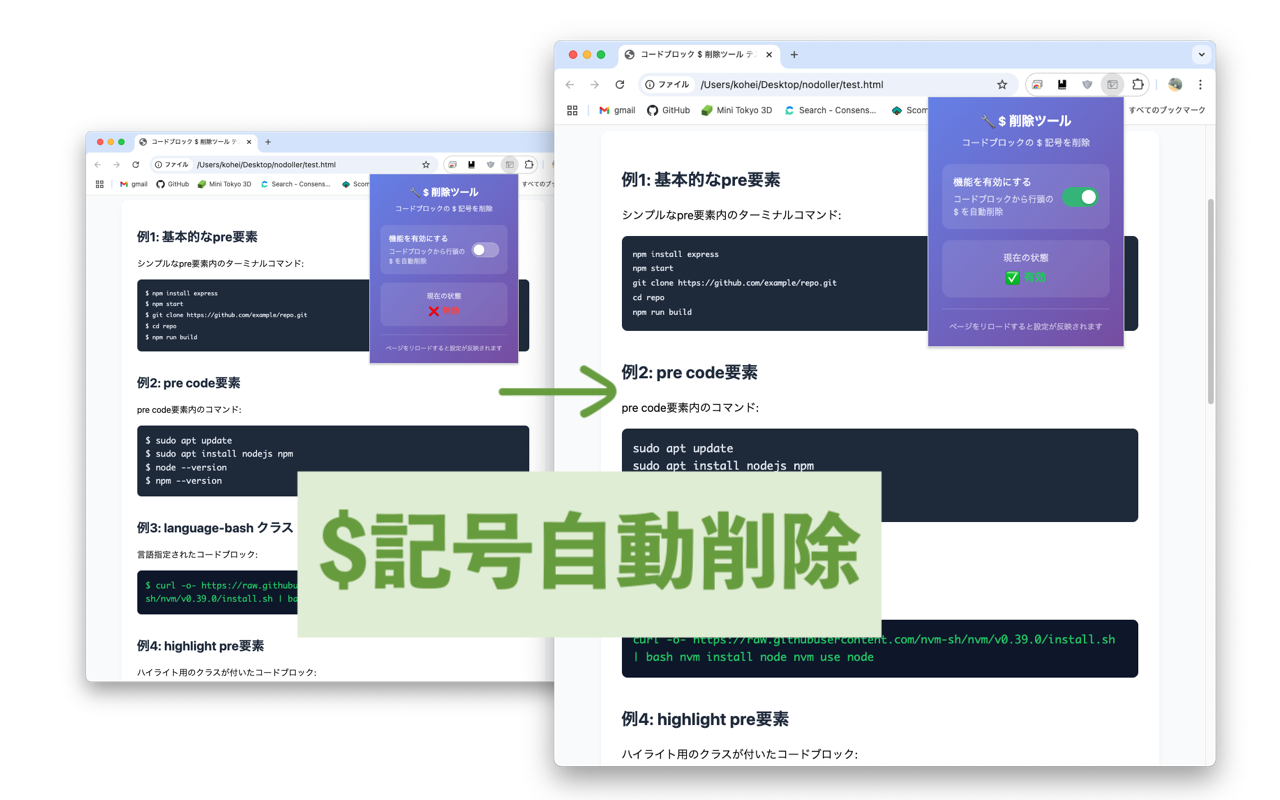 コードブロック $ 削除ツール テ
ファイル /Users/kohei/Desktop/nodoller/test.html
gmail GitHub Mini Tokyo 3D Search - Consens... Scom すべてのブ
🔧 $ 削除ツール
コードブロックの $ 記号を削除
機能を有効にする
コードブロックから行頭の
$ を自動削除
現在の状態
❌ 無効
ページをリロードすると設定が反映されます
例1: 基本的なpre要素
シンプルなpre要素内のターミナルコマンド:
$ npm install express
$ npm start
$ git clone https://github.com/example/repo.git
$ cd repo
$ npm run build
例2: pre code要素
pre code要素内のコマンド:
$ sudo apt update
$ sudo apt install nodejs npm
$ node --version
$ npm --version
例3: language-bash クラス
言語指定されたコードブロック:
$ curl -o- https://raw.githubu
sh/nvm/v0.39.0/install.sh | ba
例4: highlight pre要素
ハイライト用のクラスが付いたコードブロック:
コードブロック $ 削除ツール テ
ファイル /Users/kohei/Desktop/nodoller/test.html
gmail GitHub Mini Tokyo 3D Search - Consens... Scom すべてのブックマーク
🔧 $ 削除ツール
コードブロックの $ 記号を削除
機能を有効にする
コードブロックから行頭の
$ を自動削除
現在の状態
✅ 有効
ページをリロードすると設定が反映されます
例1: 基本的なpre要素
シンプルなpre要素内のターミナルコマンド:
npm install express
npm start
git clone https://github.com/example/repo.git
cd repo
npm run build
例2: pre code要素
pre code要素内のコマンド:
sudo apt update
sudo apt install nodejs npm
$記号自動削除
curl -o- https://raw.githubusercontent.com/nvm-sh/nvm/v0.39.0/install.sh
| bash nvm install node nvm use node
例4: highlight pre要素
ハイライト用のクラスが付いたコードブロック: